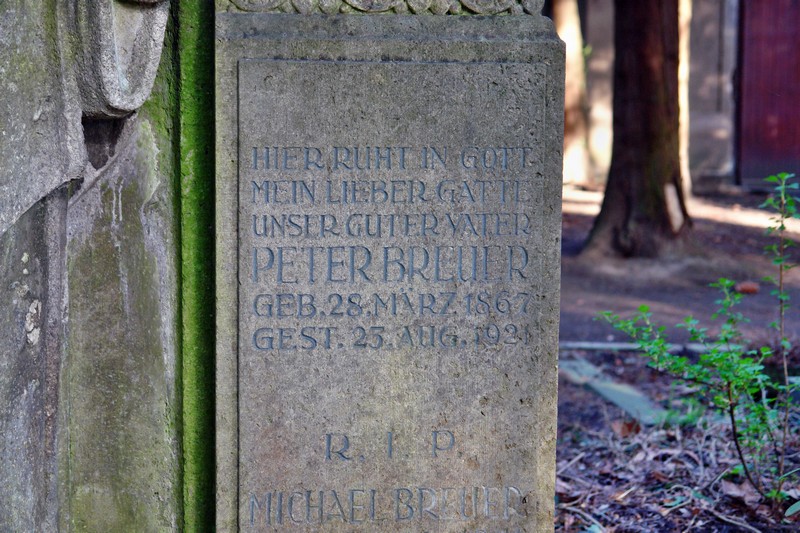 HIER RUHT IN GOTT
MEIN LIEBER GATTE
UNSER GUTER VATER
PETER BREUER
GEB. 28. MÄRZ 1867
GEST. 25. AUG. 1921
R. I. P.
MICHAEL BREUER